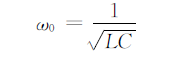 ω₀ = 1/√LC